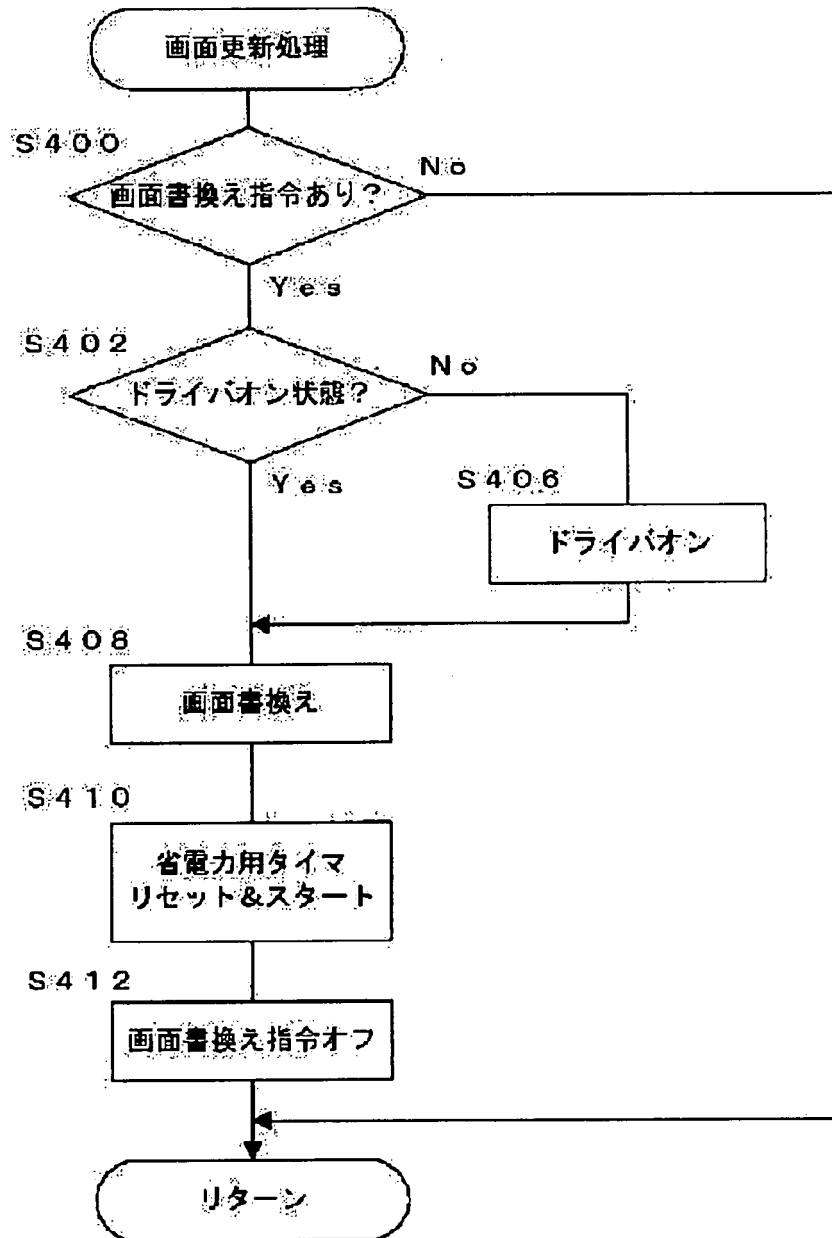 画面更新処理
S400
画面書換え指令あり？
No
Yes
S402
ドライバオン状態？
No
Yes
S406
ドライバオン
S408
画面書換え
S410
省電力用タイマ
リセット＆スタート
S412
画面書換え指令オフ
リターン